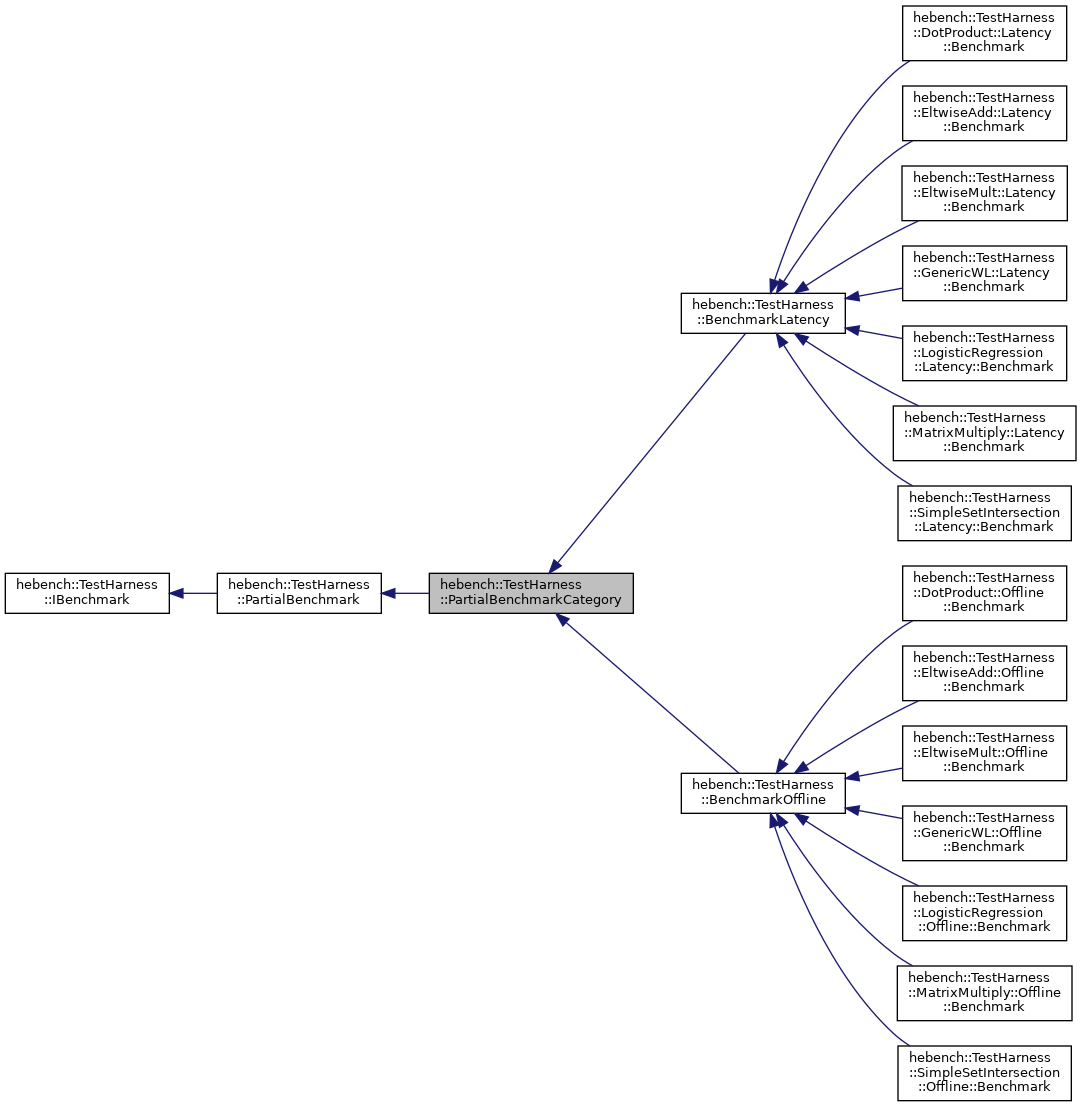 hebench::TestHarness
::DotProduct::Latency
::Benchmark
hebench::TestHarness
::EltwiseAdd::Latency
::Benchmark
hebench::TestHarness
::EltwiseMult::Latency
::Benchmark
hebench::TestHarness
::GenericWL::Latency
::Benchmark
hebench::TestHarness
::BenchmarkLatency
hebench::TestHarness
::LogisticRegression
::Latency::Benchmark
hebench::TestHarness
::MatrixMultiply::Latency
::Benchmark
hebench::TestHarness
::SimpleSetIntersection
::Latency::Benchmark
hebench::TestHarness
::IBenchmark
hebench::TestHarness
::PartialBenchmark
hebench::TestHarness
::PartialBenchmarkCategory
hebench::TestHarness
::DotProduct::Offline
::Benchmark
hebench::TestHarness
::EltwiseAdd::Offline
::Benchmark
hebench::TestHarness
::EltwiseMult::Offline
::Benchmark
hebench::TestHarness
::BenchmarkOffline
hebench::TestHarness
::GenericWL::Offline
::Benchmark
hebench::TestHarness
::LogisticRegression
::Offline::Benchmark
hebench::TestHarness
::MatrixMultiply::Offline
::Benchmark
hebench::TestHarness
::SimpleSetIntersection
::Offline::Benchmark